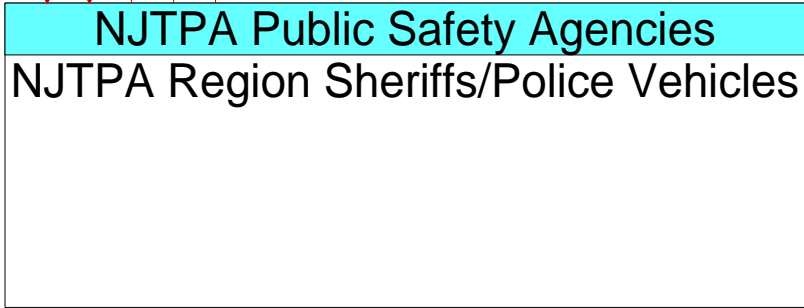 NJTPA Public Safety Agencies
NJTPA Region Sheriffs/Police Vehicles